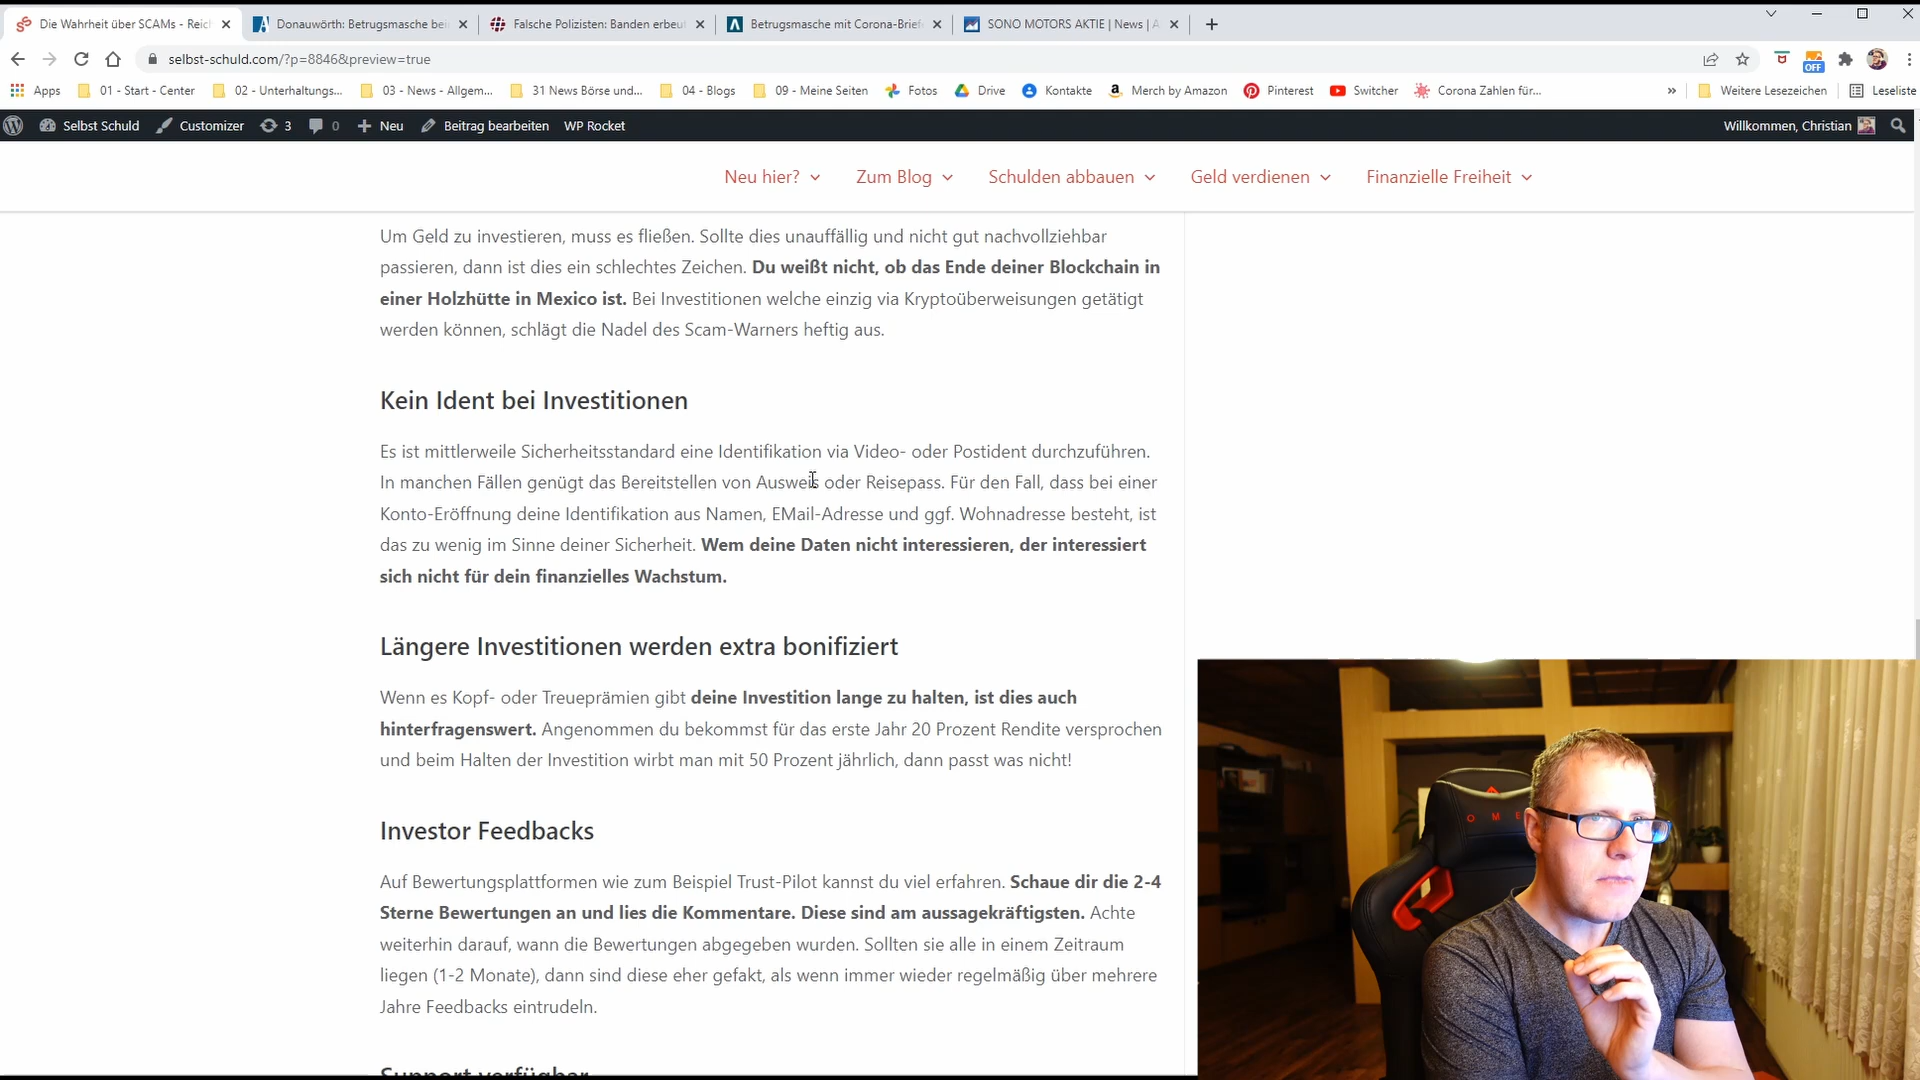 Die Wahrheit über SCAMs - Reich
Donauwörth: Betrugsmasche bei
Falsche Polizisten: Banden erbeut
Betrugsmasche mit Corona-Brief
SONO MOTORS AKTIE | News | A
selbst-schuld.com/?p=8846&preview=true
OFF
Apps
01 - Start - Center
02 - Unterhaltungs...
03 - News - Allgem...
31 News Börse und...
04 - Blogs
09 - Meine Seiten
Fotos
Drive
Kontakte
Merch by Amazon
Pinterest
Switcher
Corona Zahlen für...
»
Weitere Lesezeichen
Leseliste
Selbst Schuld
Customizer
3
0
Neu
Beitrag bearbeiten
WP Rocket
Willkommen, Christian
Neu hier?
Zum Blog
Schulden abbauen
Geld verdienen
Finanzielle Freiheit
Um Geld zu investieren, muss es fließen. Sollte dies unauffällig und nicht gut nachvollziehbar
passieren, dann ist dies ein schlechtes Zeichen. Du weißt nicht, ob das Ende deiner Blockchain in
einer Holzhütte in Mexico ist. Bei Investitionen welche einzig via Kryptoüberweisungen getätigt
werden können, schlägt die Nadel des Scam-Warners heftig aus.
Kein Ident bei Investitionen
Es ist mittlerweile Sicherheitsstandard eine Identifikation via Video- oder Postident durchzuführen.
In manchen Fällen genügt das Bereitstellen von Ausweis oder Reisepass. Für den Fall, dass bei einer
Konto-Eröffnung deine Identifikation aus Namen, EMail-Adresse und ggf. Wohnadresse besteht, ist
das zu wenig im Sinne deiner Sicherheit. Wem deine Daten nicht interessieren, der interessiert
sich nicht für dein finanzielles Wachstum.
Längere Investitionen werden extra bonifiziert
Wenn es Kopf- oder Treueprämien gibt deine Investition lange zu halten, ist dies auch
hinterfragenswert. Angenommen du bekommst für das erste Jahr 20 Prozent Rendite versprochen
und beim Halten der Investition wirbt man mit 50 Prozent jährlich, dann passt was nicht!
Investor Feedbacks
Auf Bewertungsplattformen wie zum Beispiel Trust-Pilot kannst du viel erfahren. Schaue dir die 2-4
Sterne Bewertungen an und lies die Kommentare. Diese sind am aussagekräftigsten. Achte
weiterhin darauf, wann die Bewertungen abgegeben wurden. Sollten sie alle in einem Zeitraum
liegen (1-2 Monate), dann sind diese eher gefakt, als wenn immer wieder regelmäßig über mehrere
Jahre Feedbacks eintrudeln.
Support verfügbar
O M E